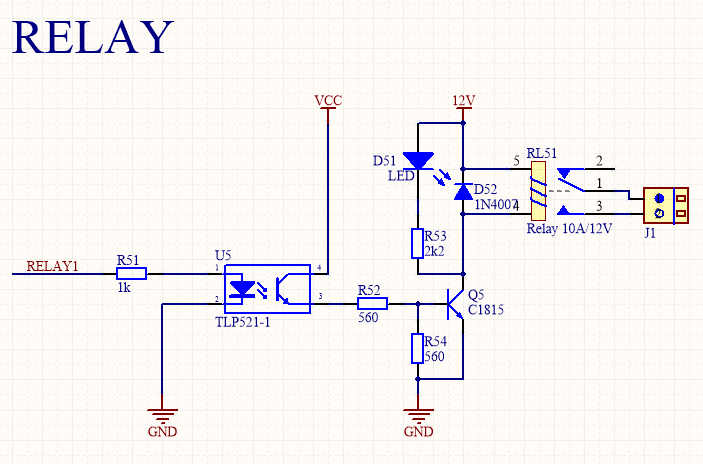 RELAY
VCC
12V
D51
LED
D52
1N4007
RL51
5
4
2
1
3
Relay 10A/12V
J1
R53
2k2
RELAY1
R51
1k
U5
1
2
4
3
TLP521-1
R52
560
Q5
C1815
R54
560
GND
GND